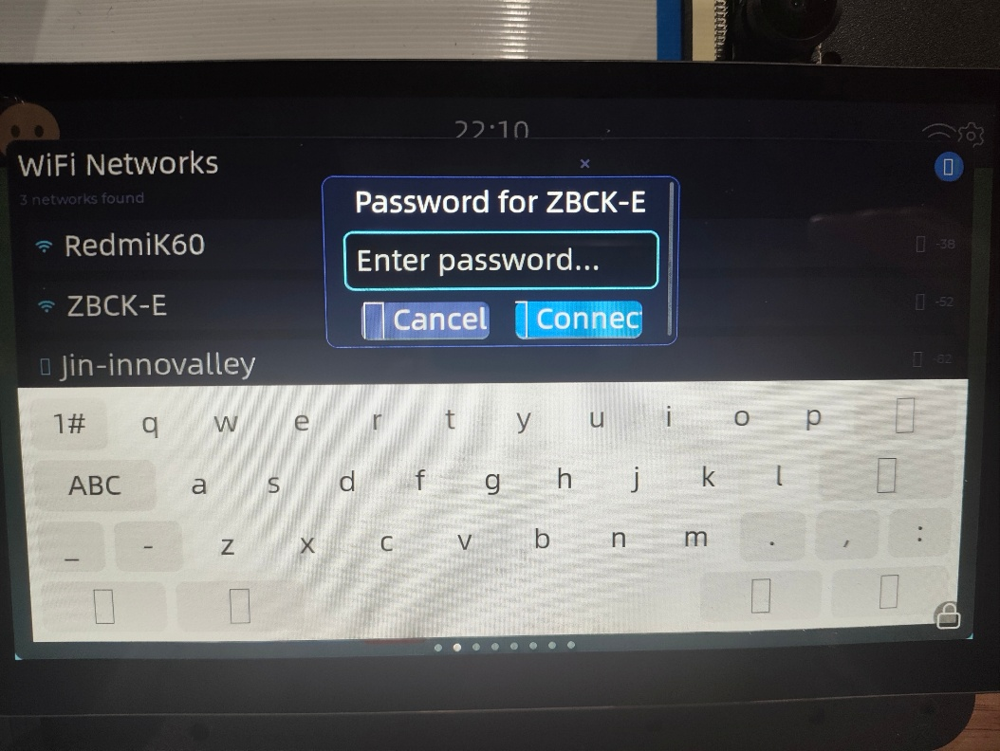 22:10
WiFi Networks
×
3 networks found
Password for ZBCK-E
RedmiK60
-38
Enter password...
ZBCK-E
-52
Cancel
Connec
Jin-innovalley
-62
1# q w e r t y u i o p
ABC a s d f g h j k l
_ - z x c v b n m . , :